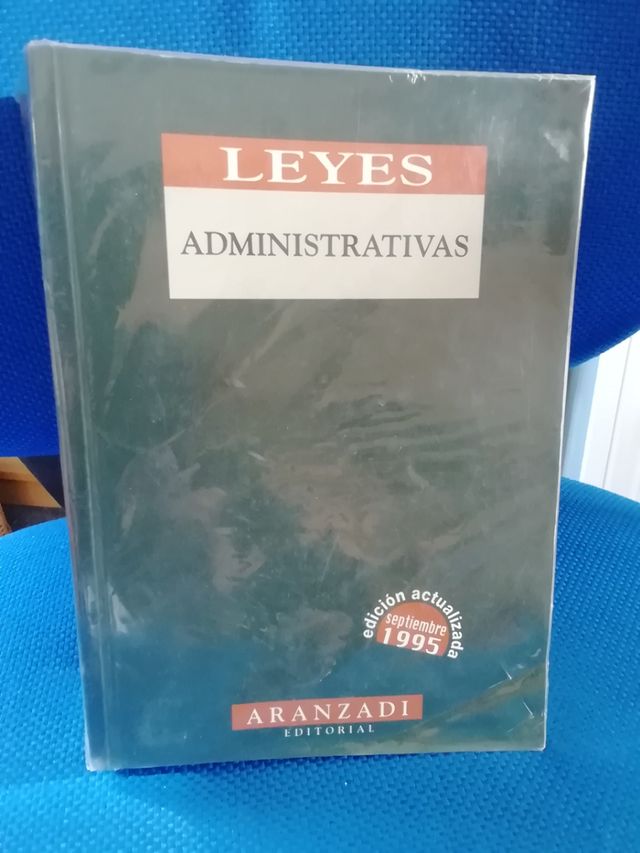 LEYES
ADMINISTRATIVAS
edición actualizada
septiembre
1995
ARANZADI
EDITORIAL